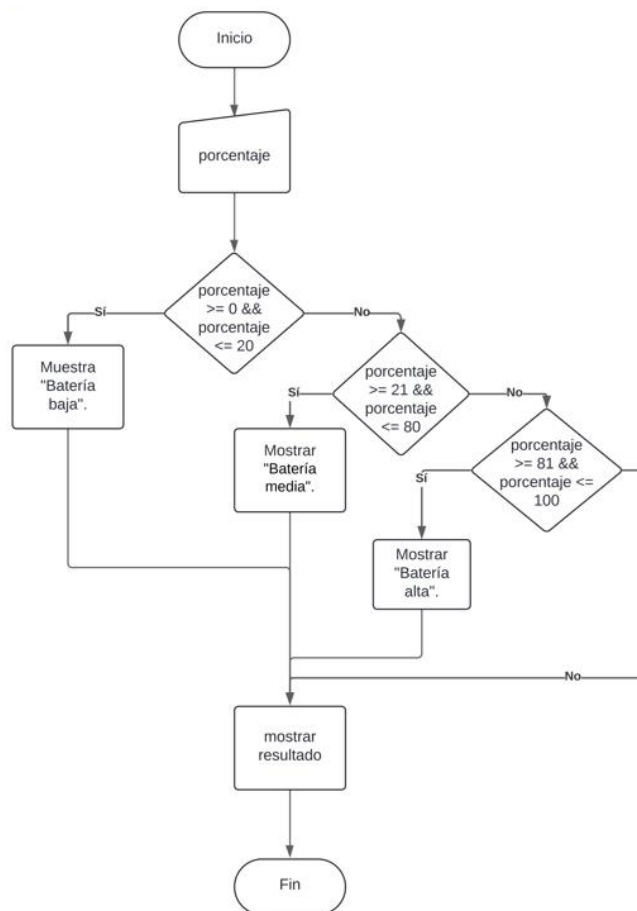 Inicio
porcentaje
porcentaje
>= 0 &&
porcentaje
<= 20
Sí
No
Muestra
"Batería
baja".
porcentaje
>= 21 &&
porcentaje
<= 80
Sí
No
Mostrar
"Batería
media".
porcentaje
>= 81 &&
porcentaje <=
100
Sí
Mostrar
"Batería
alta".
No
mostrar
resultado
Fin